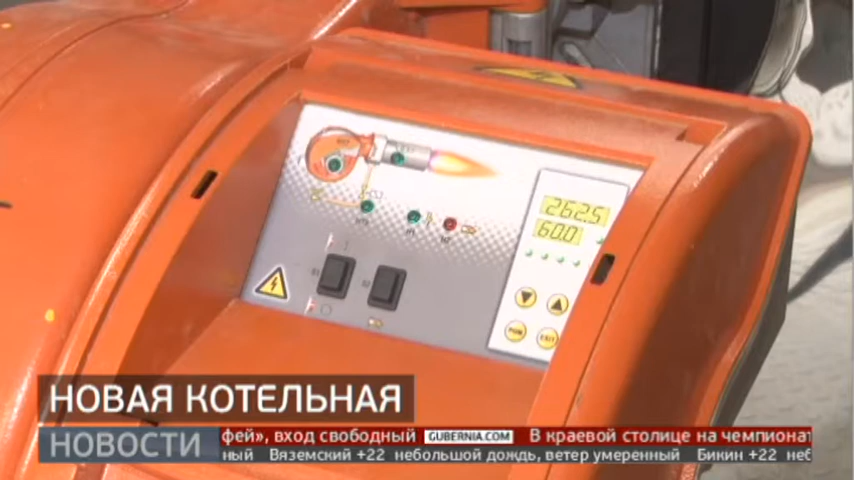 262.5
60.0
EXIT
НОВАЯ КОТЕЛЬНАЯ
НОВОСТИ
фей», вход свободный GUBERNIA.COM В краевой столице на чемпионат
ный Вяземский +22 небольшой дождь, ветер умеренный Бикин +22 неб